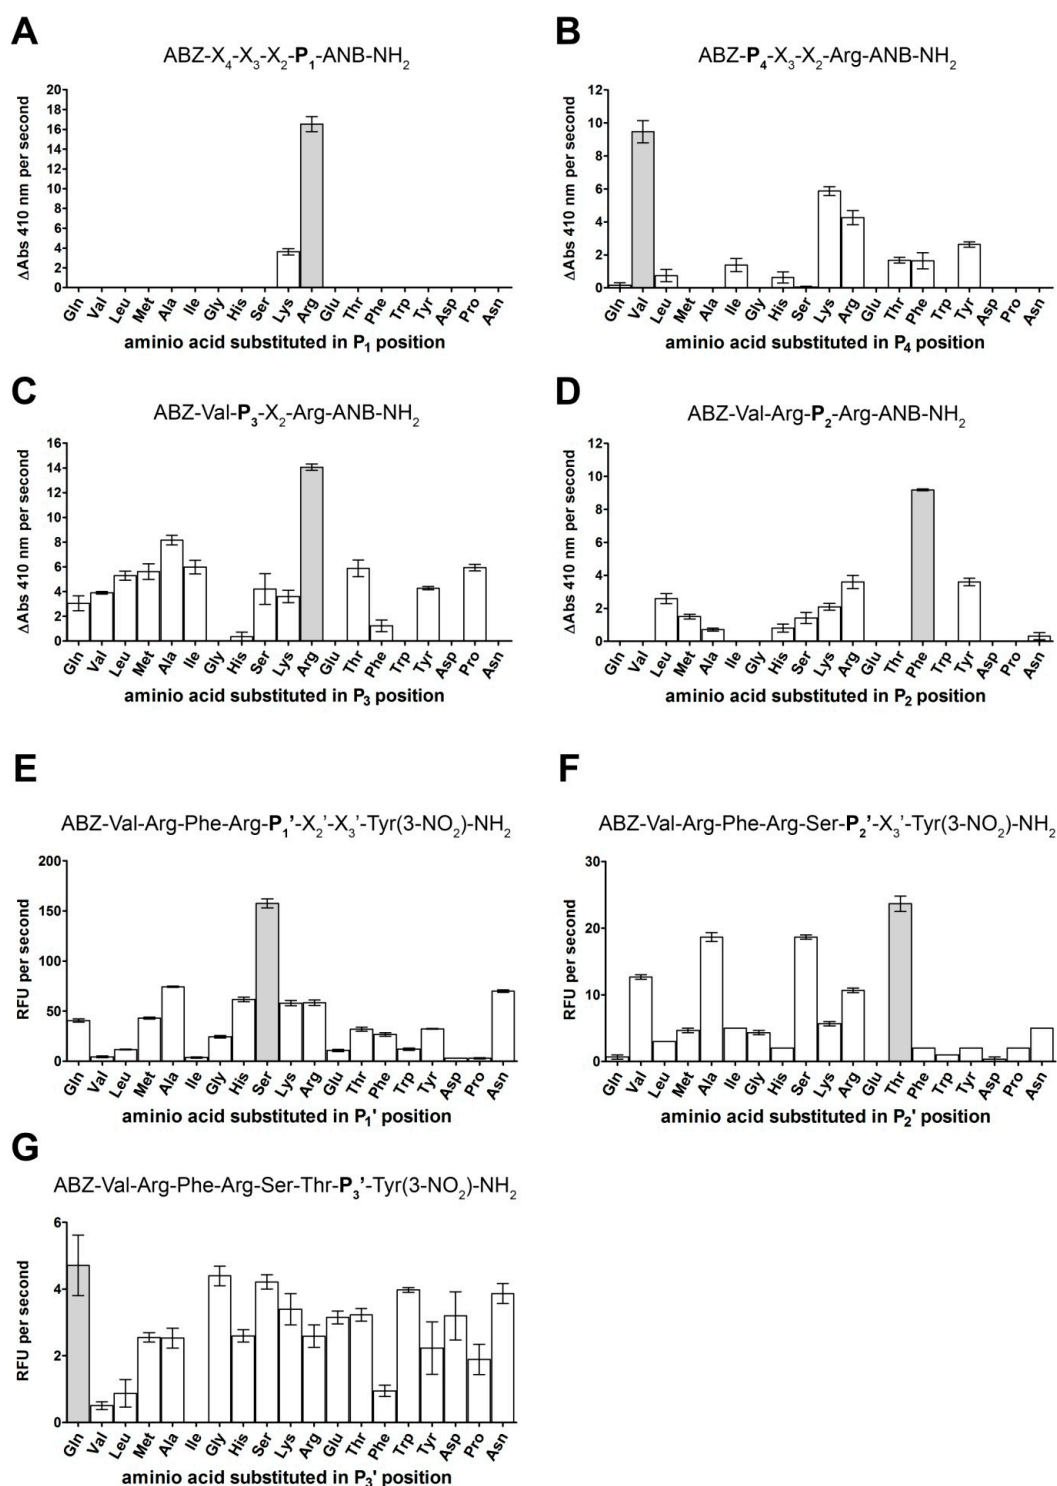 A
ABZ-X4-X3-X2-P1-ANB-NH2
ΔAbs 410 nm per second
20
18
16
14
12
10
8
6
4
2
0
Gln Val Leu Met Ala Ile Gly His Ser Lys Arg Glu Thr Phe Trp Tyr Asp Pro Asn
aminio acid substituted in P1 position
B
ABZ-P4-X3-X2-Arg-ANB-NH2
ΔAbs 410 nm per second
12
10
8
6
4
2
0
Gln Val Leu Met Ala Ile Gly His Ser Lys Arg Glu Thr Phe Trp Tyr Asp Pro Asn
aminio acid substituted in P4 position
C
ABZ-Val-P3-X2-Arg-ANB-NH2
ΔAbs 410 nm per second
16
14
12
10
8
6
4
2
0
Gln Val Leu Met Ala Ile Gly His Ser Lys Arg Glu Thr Phe Trp Tyr Asp Pro Asn
aminio acid substituted in P3 position
D
ABZ-Val-Arg-P2-Arg-ANB-NH2
ΔAbs 410 nm per second
12
10
8
6
4
2
0
Gln Val Leu Met Ala Ile Gly His Ser Lys Arg Glu Thr Phe Trp Tyr Asp Pro Asn
aminio acid substituted in P2 position
E
ABZ-Val-Arg-Phe-Arg-P1'-X2'-X3'-Tyr(3-NO2)-NH2
RFU per second
200
150
100
50
0
Gln Val Leu Met Ala Ile Gly His Ser Lys Arg Glu Thr Phe Trp Tyr Asp Pro Asn
aminio acid substituted in P1' position
F
ABZ-Val-Arg-Phe-Arg-Ser-P2'-X3'-Tyr(3-NO2)-NH2
RFU per second
30
20
10
0
Gln Val Leu Met Ala Ile Gly His Ser Lys Arg Glu Thr Phe Trp Tyr Asp Pro Asn
aminio acid substituted in P2' position
G
ABZ-Val-Arg-Phe-Arg-Ser-Thr-P3'-Tyr(3-NO2)-NH2
RFU per second
6
4
2
0
Gln Val Leu Met Ala Ile Gly His Ser Lys Arg Glu Thr Phe Trp Tyr Asp Pro Asn
aminio acid substituted in P3' position